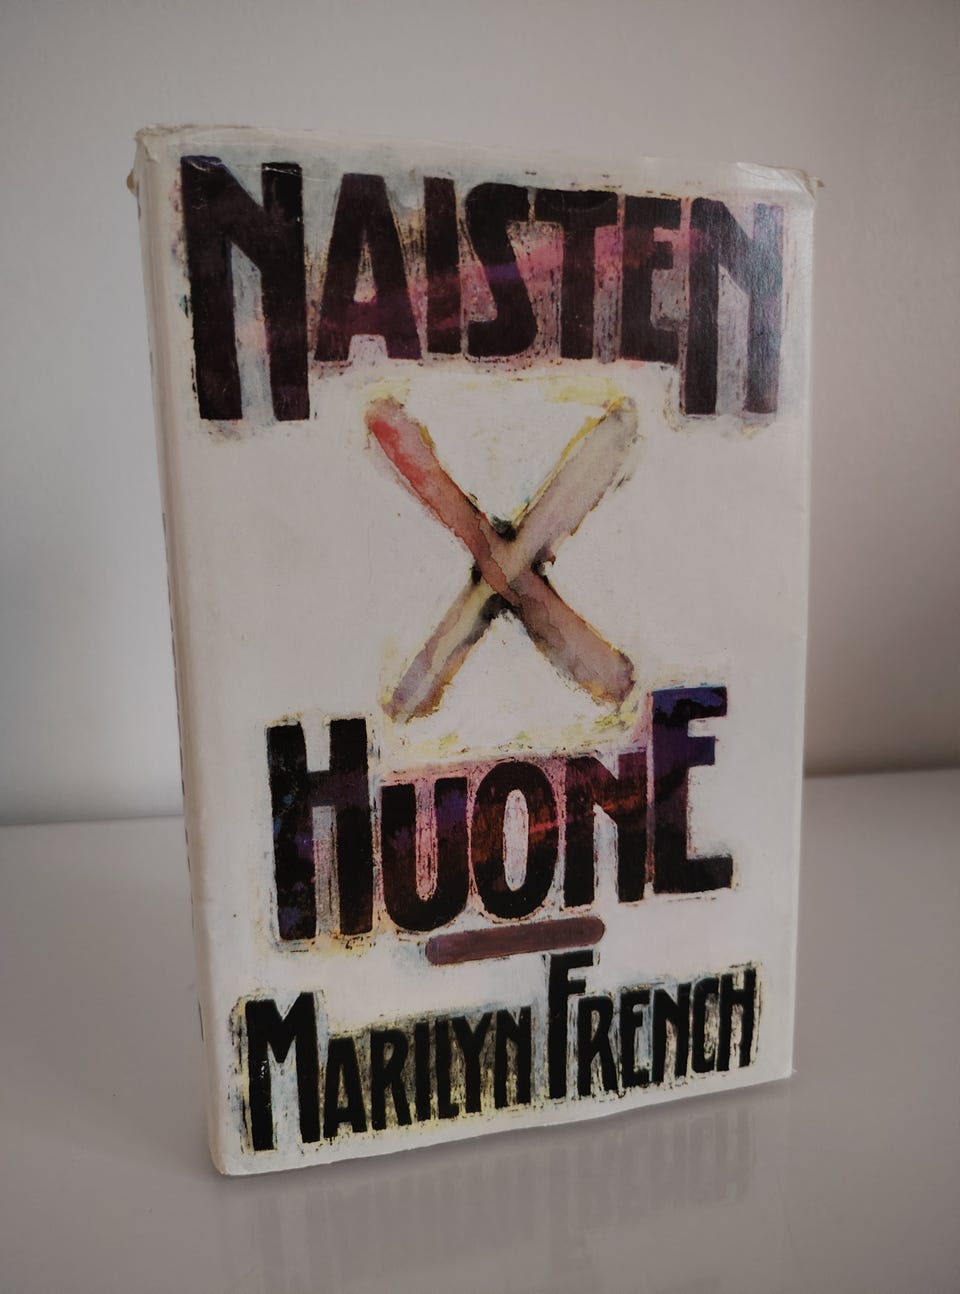 NAISTEN
X
HUONE
MARILYN FRENCH